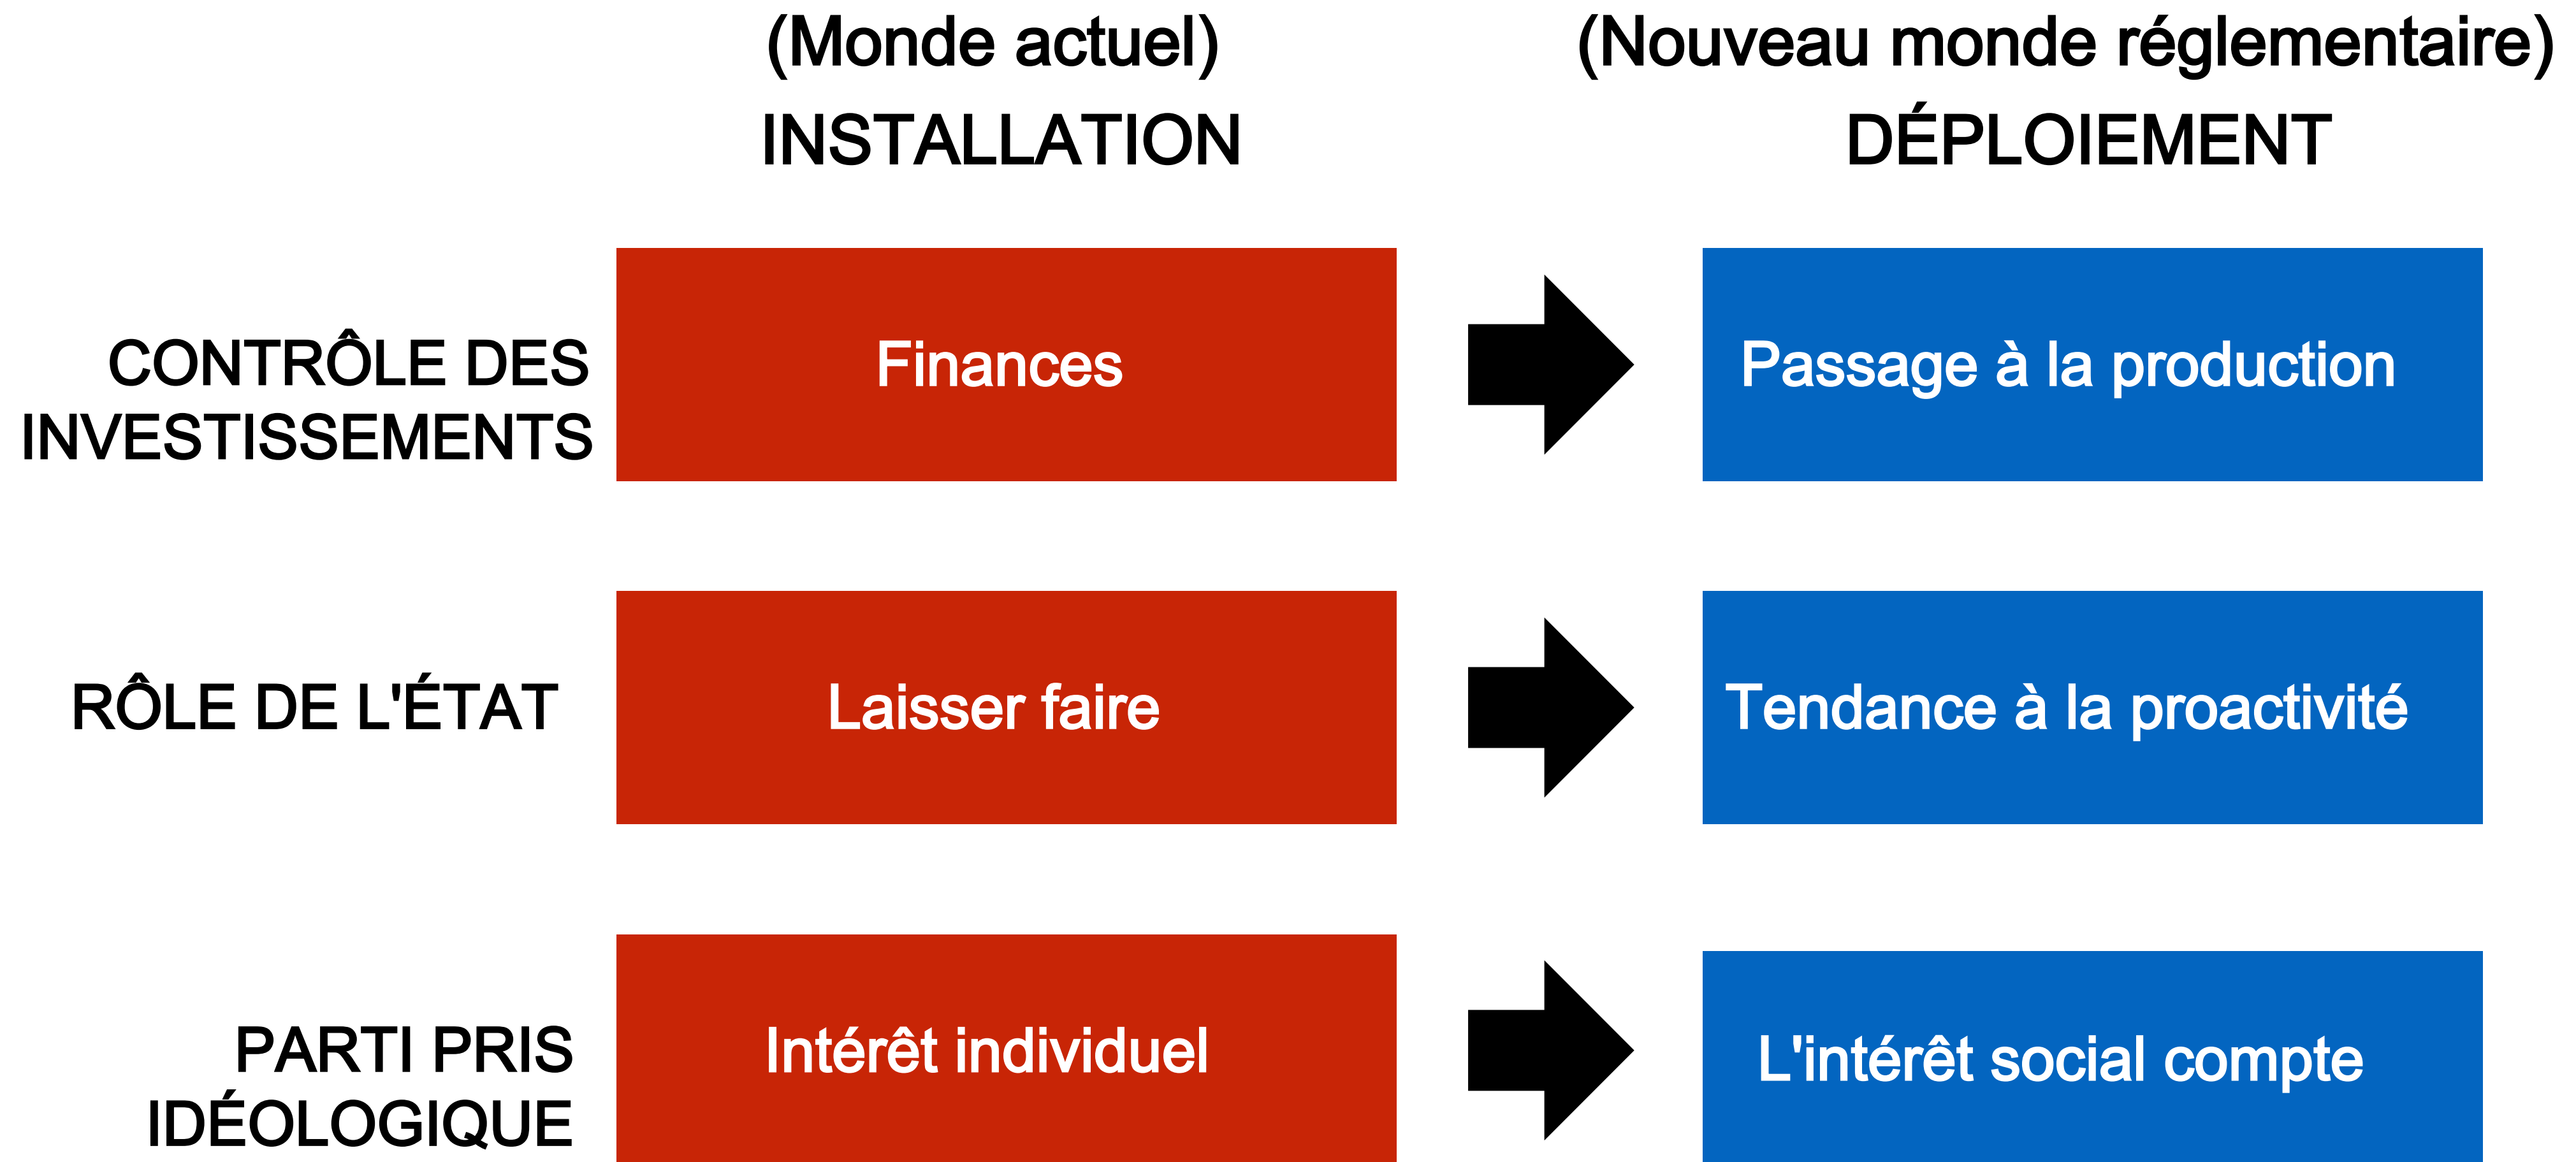 (Monde actuel)
(Nouveau monde réglementaire)
INSTALLATION
DÉPLOIEMENT
CONTRÔLE DES
INVESTISSEMENTS
Finances
Passage à la production
RÔLE DE L'ÉTAT
Laisser faire
Tendance à la proactivité
PARTI PRIS
IDÉOLOGIQUE
Intérêt individuel
L'intérêt social compte